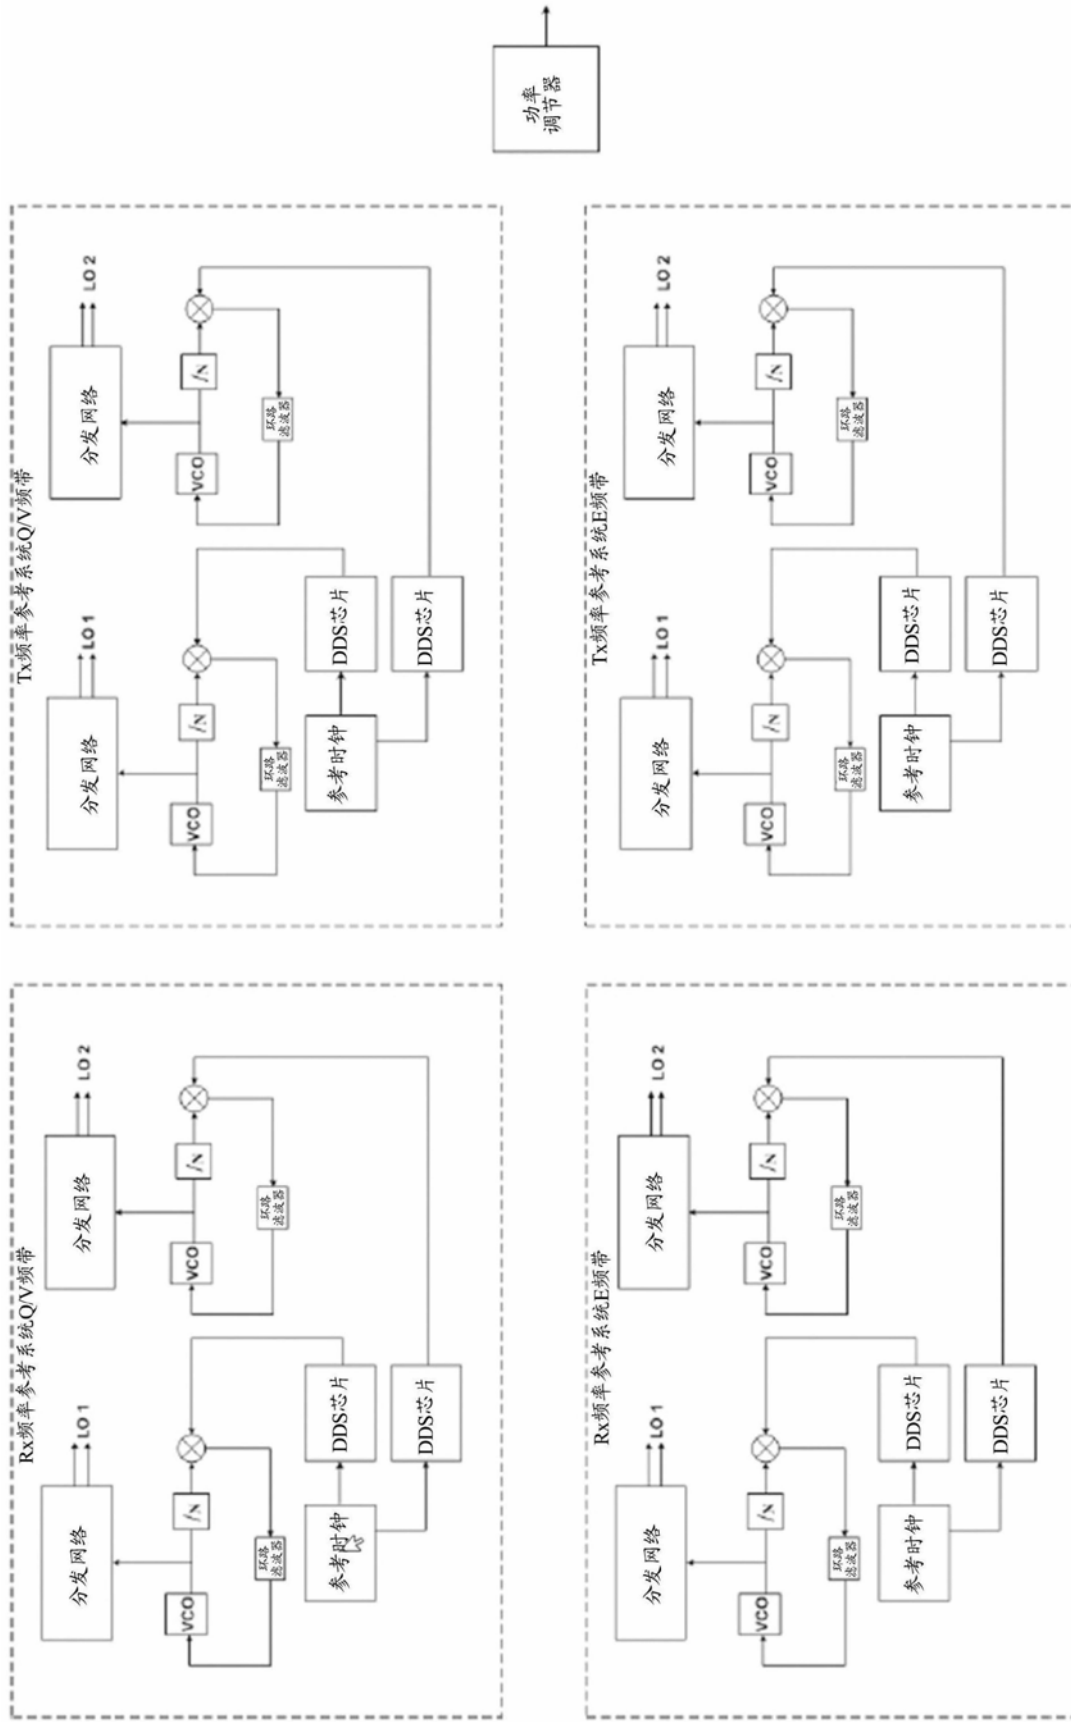 Rx频率参考系统Q/V频带
分发网络
LO 1
VCO
/N
环路
滤波器
参考时钟
DDS芯片
DDS芯片
分发网络
LO 2
VCO
/N
环路
滤波器
Tx频率参考系统Q/V频带
分发网络
LO 1
VCO
/N
环路
滤波器
参考时钟
DDS芯片
DDS芯片
分发网络
LO 2
VCO
/N
环路
滤波器
功率
调节器
Rx频率参考系统E频带
分发网络
LO 1
VCO
/N
环路
滤波器
参考时钟
DDS芯片
DDS芯片
分发网络
LO 2
VCO
/N
环路
滤波器
Tx频率参考系统E频带
分发网络
LO 1
VCO
/N
环路
滤波器
参考时钟
DDS芯片
DDS芯片
分发网络
LO 2
VCO
/N
环路
滤波器